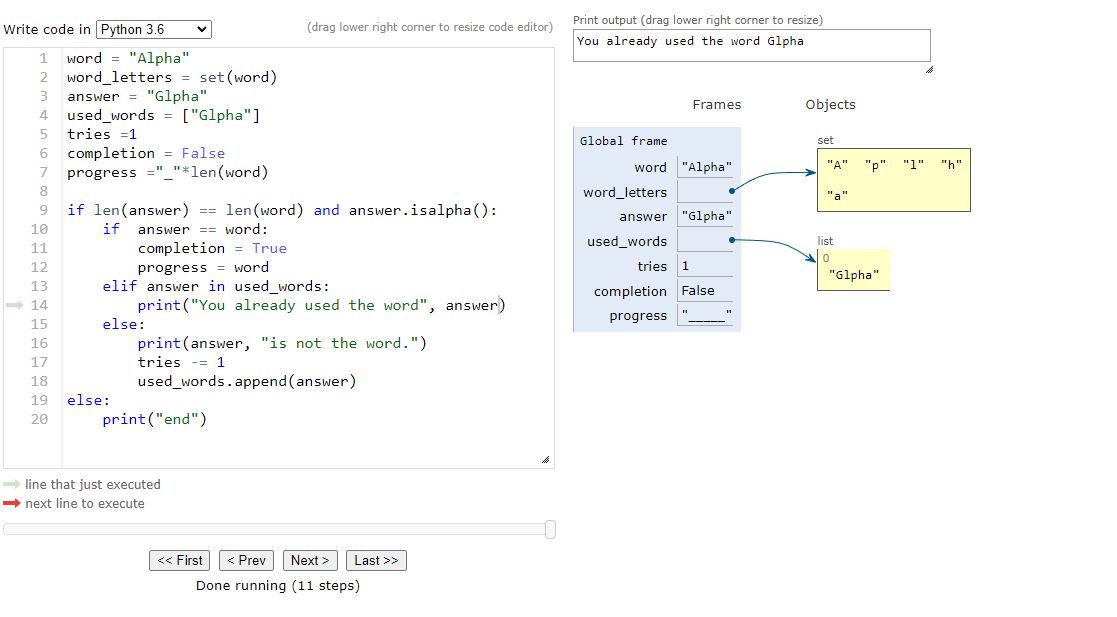 Write code in Python 3.6
(drag lower right corner to resize code editor)
1 word = "Alpha"
2 word_letters = set(word)
3 answer = "Glpha"
4 used_words = ["Glpha"]
5 tries =1
6 completion = False
7 progress ="_"*len(word)
8
9 if len(answer) == len(word) and answer.isalpha():
10     if  answer == word:
11         completion = True
12         progress = word
13     elif answer in used_words:
14         print("You already used the word", answer)
15     else:
16         print(answer, "is not the word.")
17         tries -= 1
18         used_words.append(answer)
19 else:
20     print("end")
line that just executed
next line to execute
<< First < Prev Next > Last >>
Done running (11 steps)
Print output (drag lower right corner to resize)
You already used the word Glpha
Frames Objects
Global frame
word "Alpha"
word_letters
answer "Glpha"
used_words
tries 1
completion False
progress "_____"
set
"A" "p" "l" "h"
"a"
list
0
"Glpha"